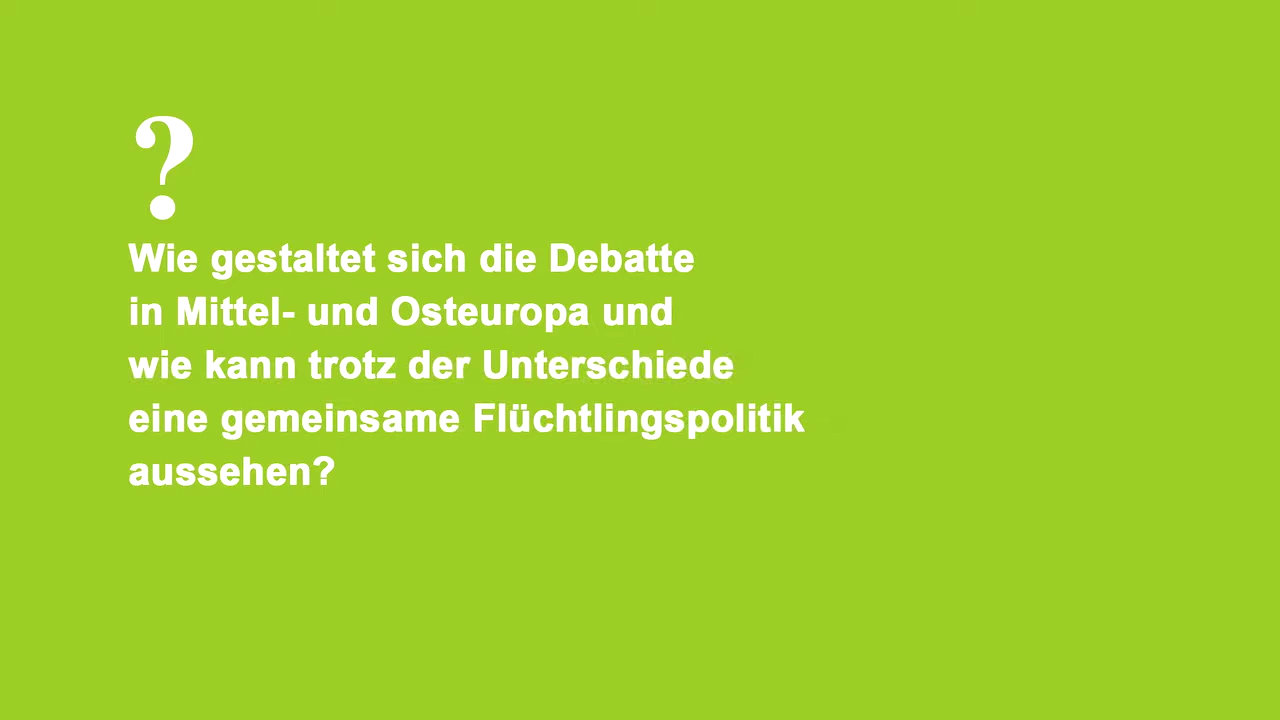 ?
Wie gestaltet sich die Debatte
in Mittel- und Osteuropa und
wie kann trotz der Unterschiede
eine gemeinsame Flüchtlingspolitik
aussehen?